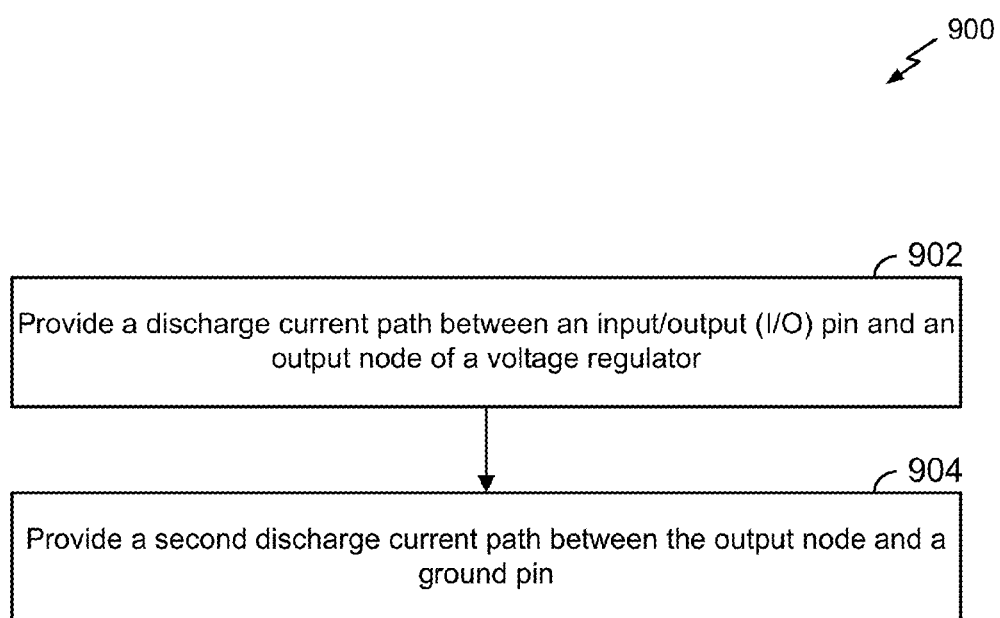 900
902
Provide a discharge current path between an input/output (I/O) pin and an
output node of a voltage regulator
904
Provide a second discharge current path between the output node and a
ground pin